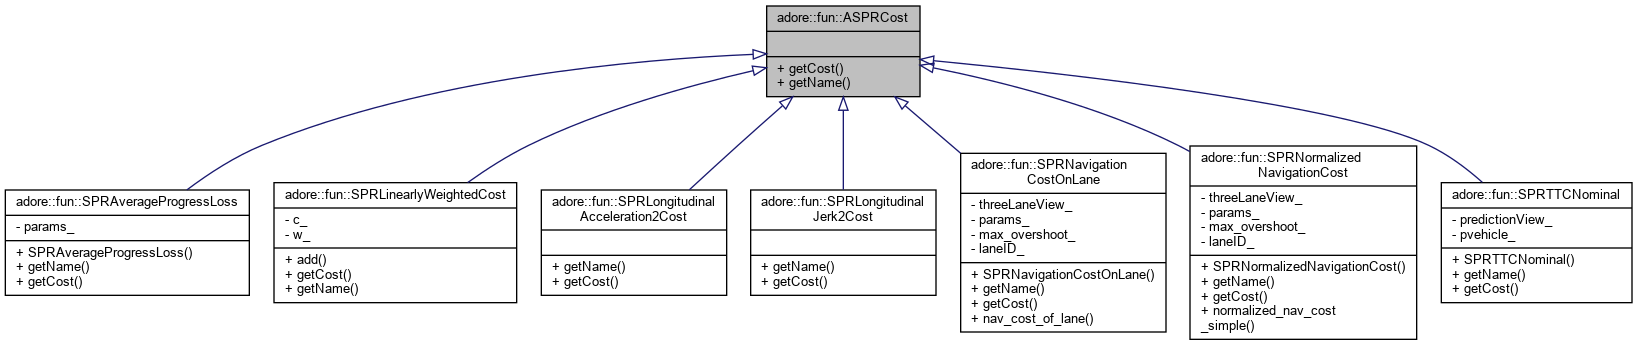 adore::fun::ASPRCost
+ getCost()
+ getName()
adore::fun::SPRAverageProgressLoss
- params_
+ SPRAverageProgressLoss()
+ getName()
+ getCost()
adore::fun::SPRLinearlyWeightedCost
- c_
- w_
+ add()
+ getCost()
+ getName()
adore::fun::SPRLongitudinal
Acceleration2Cost
+ getName()
+ getCost()
adore::fun::SPRLongitudinal
Jerk2Cost
+ getName()
+ getCost()
adore::fun::SPRNavigation
CostOnLane
- threeLaneView_
- params_
- max_overshoot_
- laneID_
+ SPRNavigationCostOnLane()
+ getName()
+ getCost()
+ nav_cost_of_lane()
adore::fun::SPRNormalized
NavigationCost
- threeLaneView_
- params_
- max_overshoot_
- laneID_
+ SPRNormalizedNavigationCost()
+ getName()
+ getCost()
+ normalized_nav_cost
_simple()
adore::fun::SPRTTCNominal
- predictionView_
- pvehicle_
+ SPRTTCNominal()
+ getName()
+ getCost()